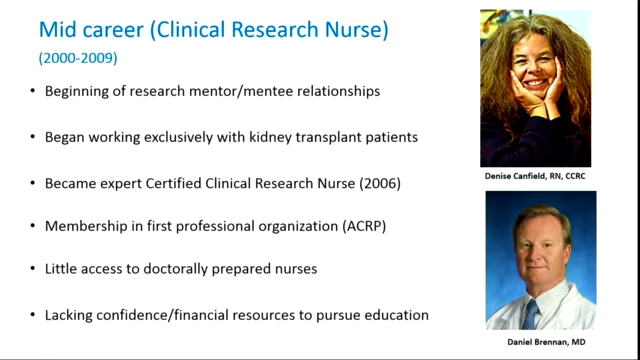 Mid career (Clinical Research Nurse)
(2000-2009)
• Beginning of research mentor/mentee relationships
• Began working exclusively with kidney transplant patients
• Became expert Certified Clinical Research Nurse (2006)
• Membership in first professional organization (ACRP)
• Little access to doctorally prepared nurses
• Lacking confidence/financial resources to pursue education
Denise Canfield, RN, CCRC
Daniel Brennan, MD